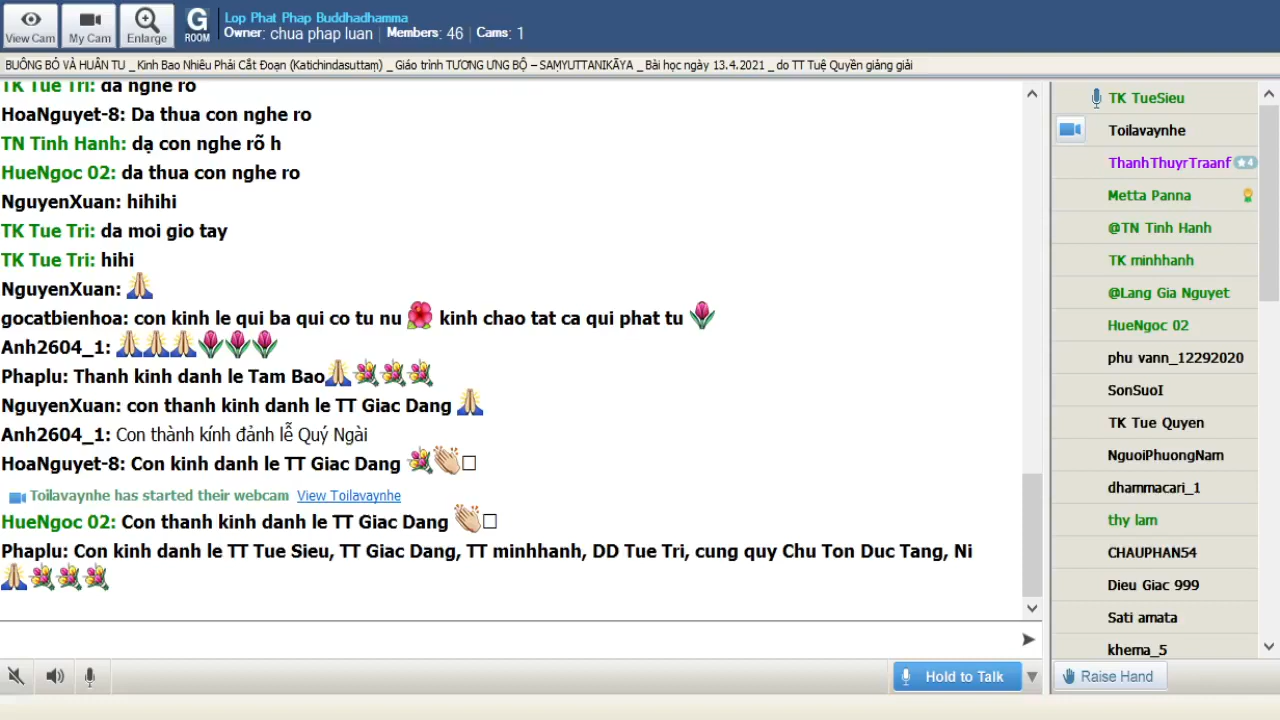 View Cam
My Cam
Enlarge
G
ROOM
Lop Phat Phap Buddhadhamma
Owner: chua phap luan | Members: 46 | Cams: 1
BUÔNG BỎ VÀ HUÂN TU _ Kinh Bao Nhiêu Phải Cắt Đoạn (Katichindasuttaṃ) _ Giáo trình TƯƠNG ƯNG BỘ – SAṂYUTTANIKĀYA _ Bài học ngày 13.4.2021 _ do TT Tuệ Quyền giảng giải
TK Tue Tri: da nghe ro
HoaNguyet-8: Da thua con nghe ro
TN Tinh Hanh: dạ con nghe rõ h
HueNgoc 02: da thua con nghe ro
NguyenXuan: hihihi
TK Tue Tri: da moi gio tay
TK Tue Tri: hihi
NguyenXuan: 🙏
gocatbienhoa: con kinh le qui ba qui co tu nu 🌺 kinh chao tat ca qui phat tu 🌷
Anh2604_1: 🙏🙏🙏🌷🌷🌷
Phaplu: Thanh kinh danh le Tam Bao🙏💐💐💐
NguyenXuan: con thanh kinh danh le TT Giac Dang 🙏
Anh2604_1: Con thành kính đảnh lễ Quý Ngài
HoaNguyet-8: Con kinh danh le TT Giac Dang 💐👏□
Toilavaynhe has started their webcam View Toilavaynhe
HueNgoc 02: Con thanh kinh danh le TT Giac Dang 👏□
Phaplu: Con kinh danh le TT Tue Sieu, TT Giac Dang, TT minhhanh, DD Tue Tri, cung quy Chu Ton Duc Tang, Ni
🙏💐💐💐
Hold to Talk
TK TueSieu
Toilavaynhe
ThanhThuyrTraanf ★4
Metta Panna
@TN Tinh Hanh
TK minhhanh
@Lang Gia Nguyet
HueNgoc 02
phu vann_12292020
SonSuoI
TK Tue Quyen
NguoiPhuongNam
dhammacari_1
thy lam
CHAUPHAN54
Dieu Giac 999
Sati amata
khema_5
Raise Hand